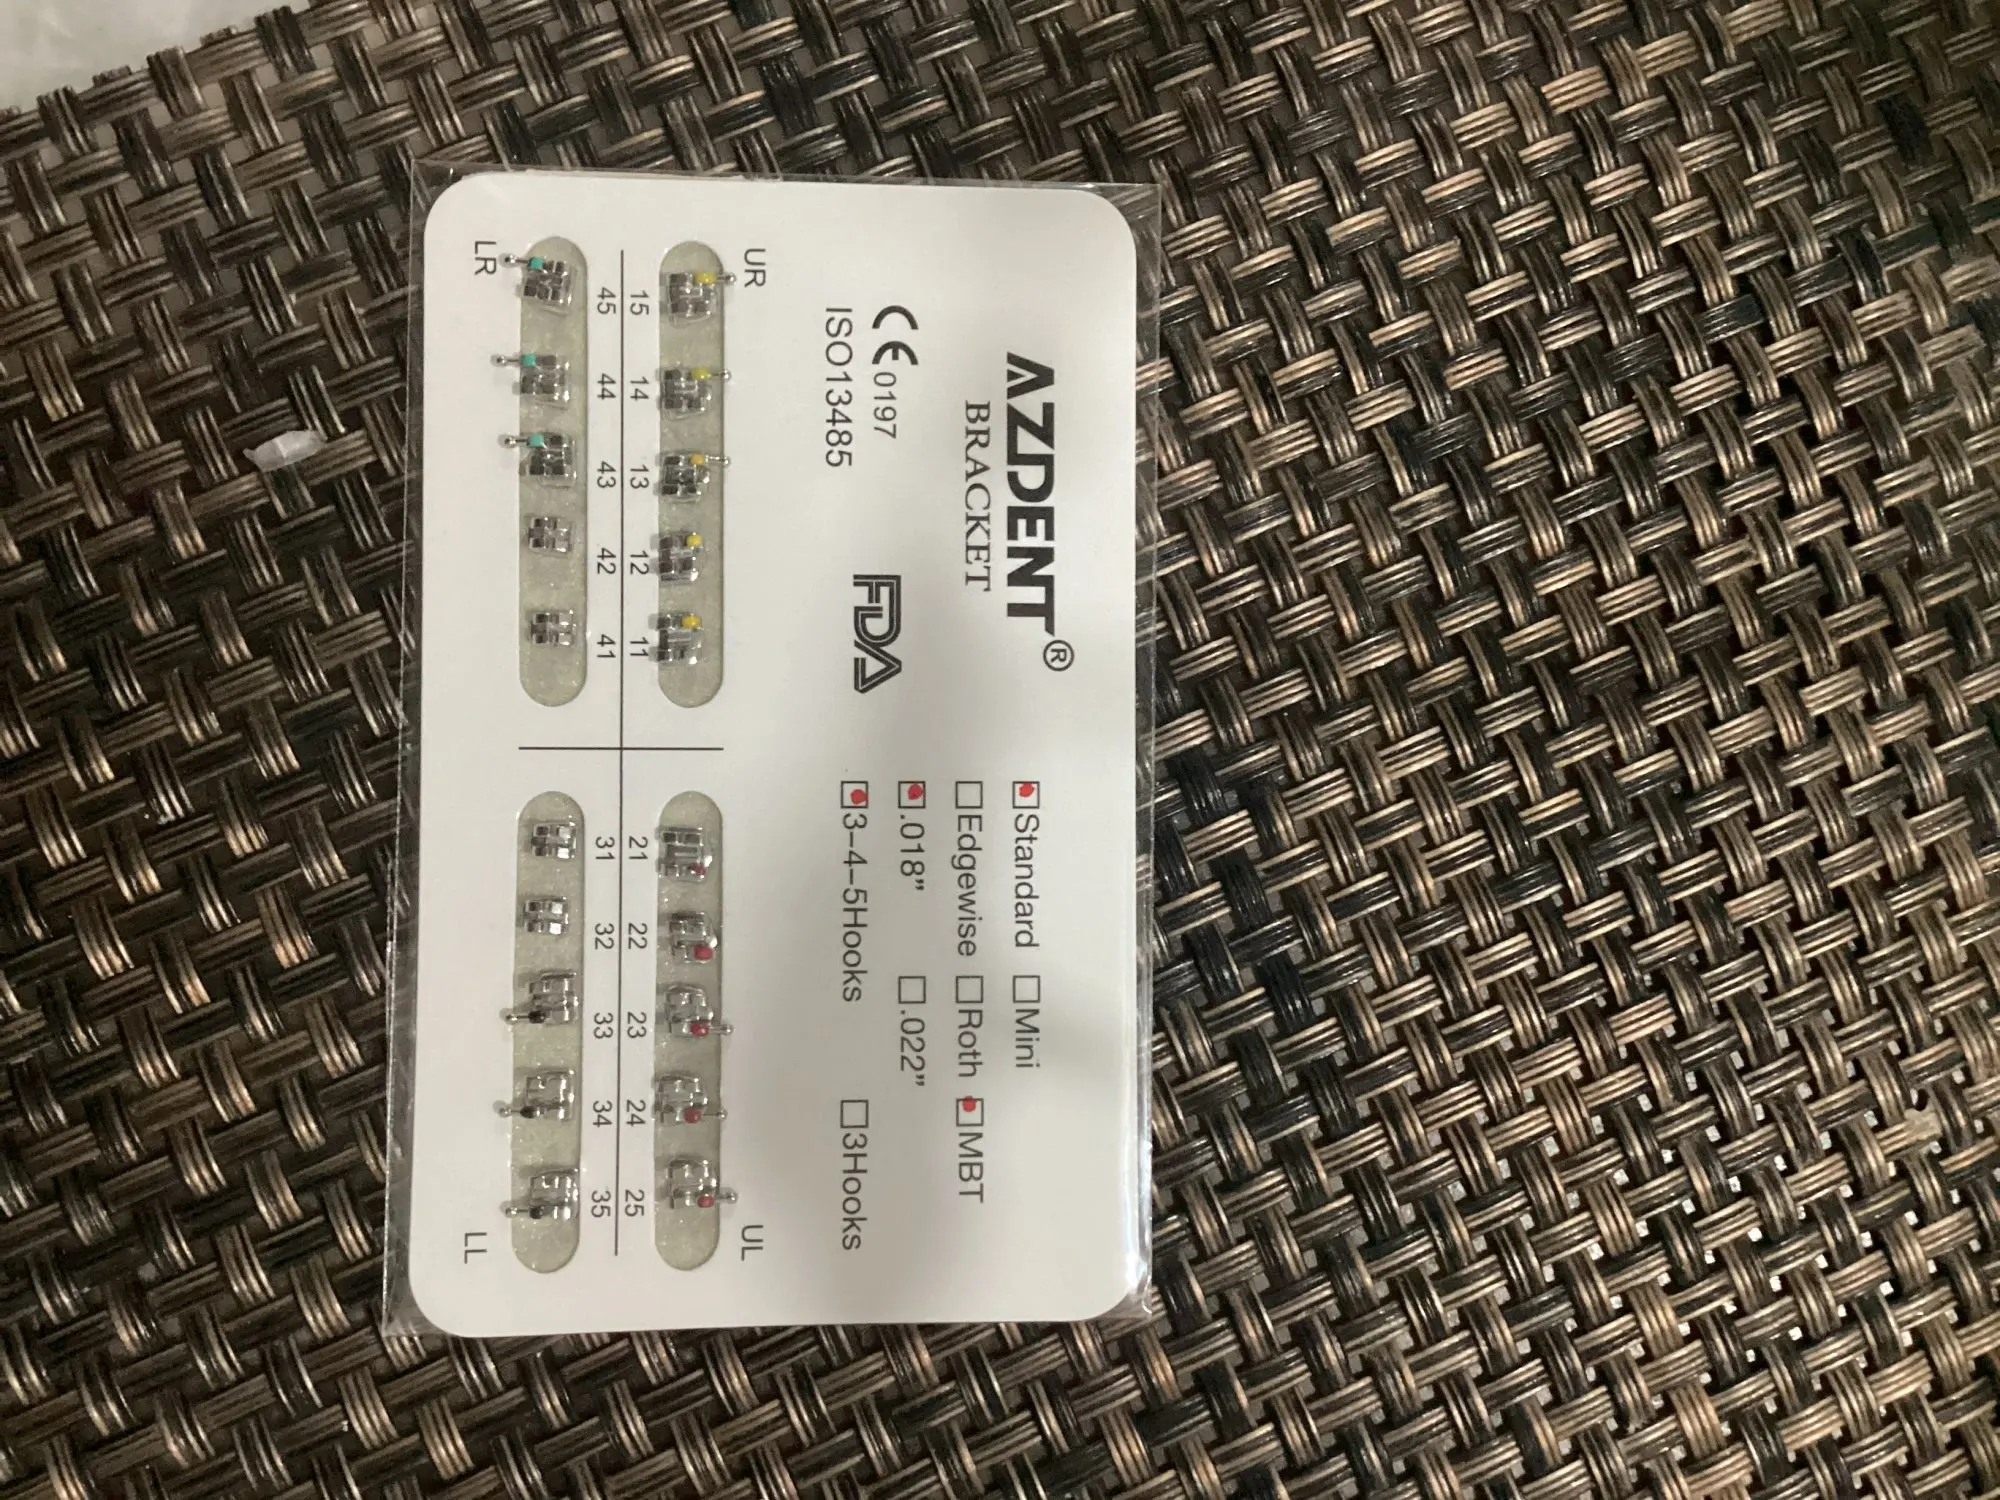 AZDENT®
BRACKET
CE 0197
ISO13485
FDA
Standard Mini
Edgewise Roth MBT
.018” .022”
3-4-5Hooks 3Hooks
UR UL
15 14 13 12 11 21 22 23 24 25
45 44 43 42 41 31 32 33 34 35
LR LL